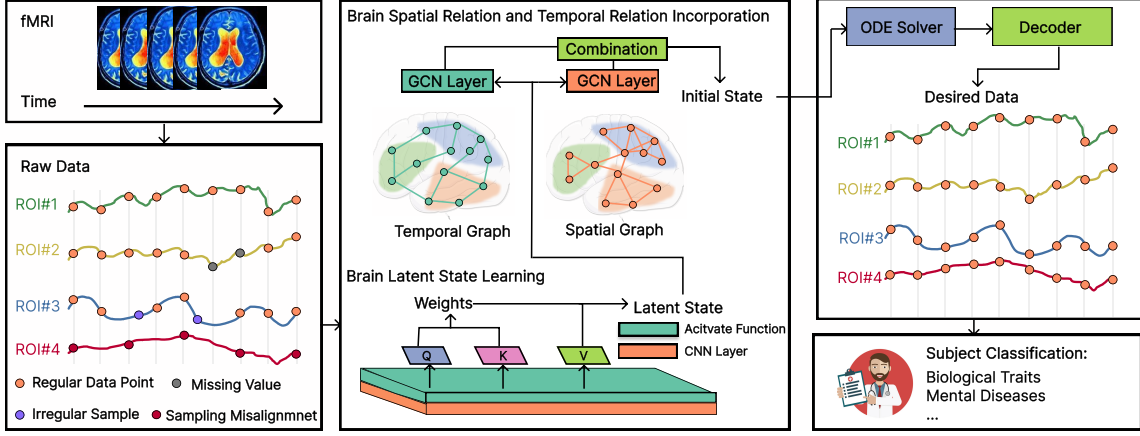 fMRI
Time
Raw Data
ROI#1
ROI#2
ROI#3
ROI#4
Regular Data Point
Missing Value
Irregular Sample
Sampling Misalignmnet
Brain Spatial Relation and Temporal Relation Incorporation
Combination
GCN Layer
GCN Layer
Initial State
Temporal Graph
Spatial Graph
Brain Latent State Learning
Weights
Latent State
Acitvate Function
CNN Layer
Q
K
V
ODE Solver
Decoder
Desired Data
ROI#1
ROI#2
ROI#3
ROI#4
Subject Classification:
Biological Traits
Mental Diseases
...